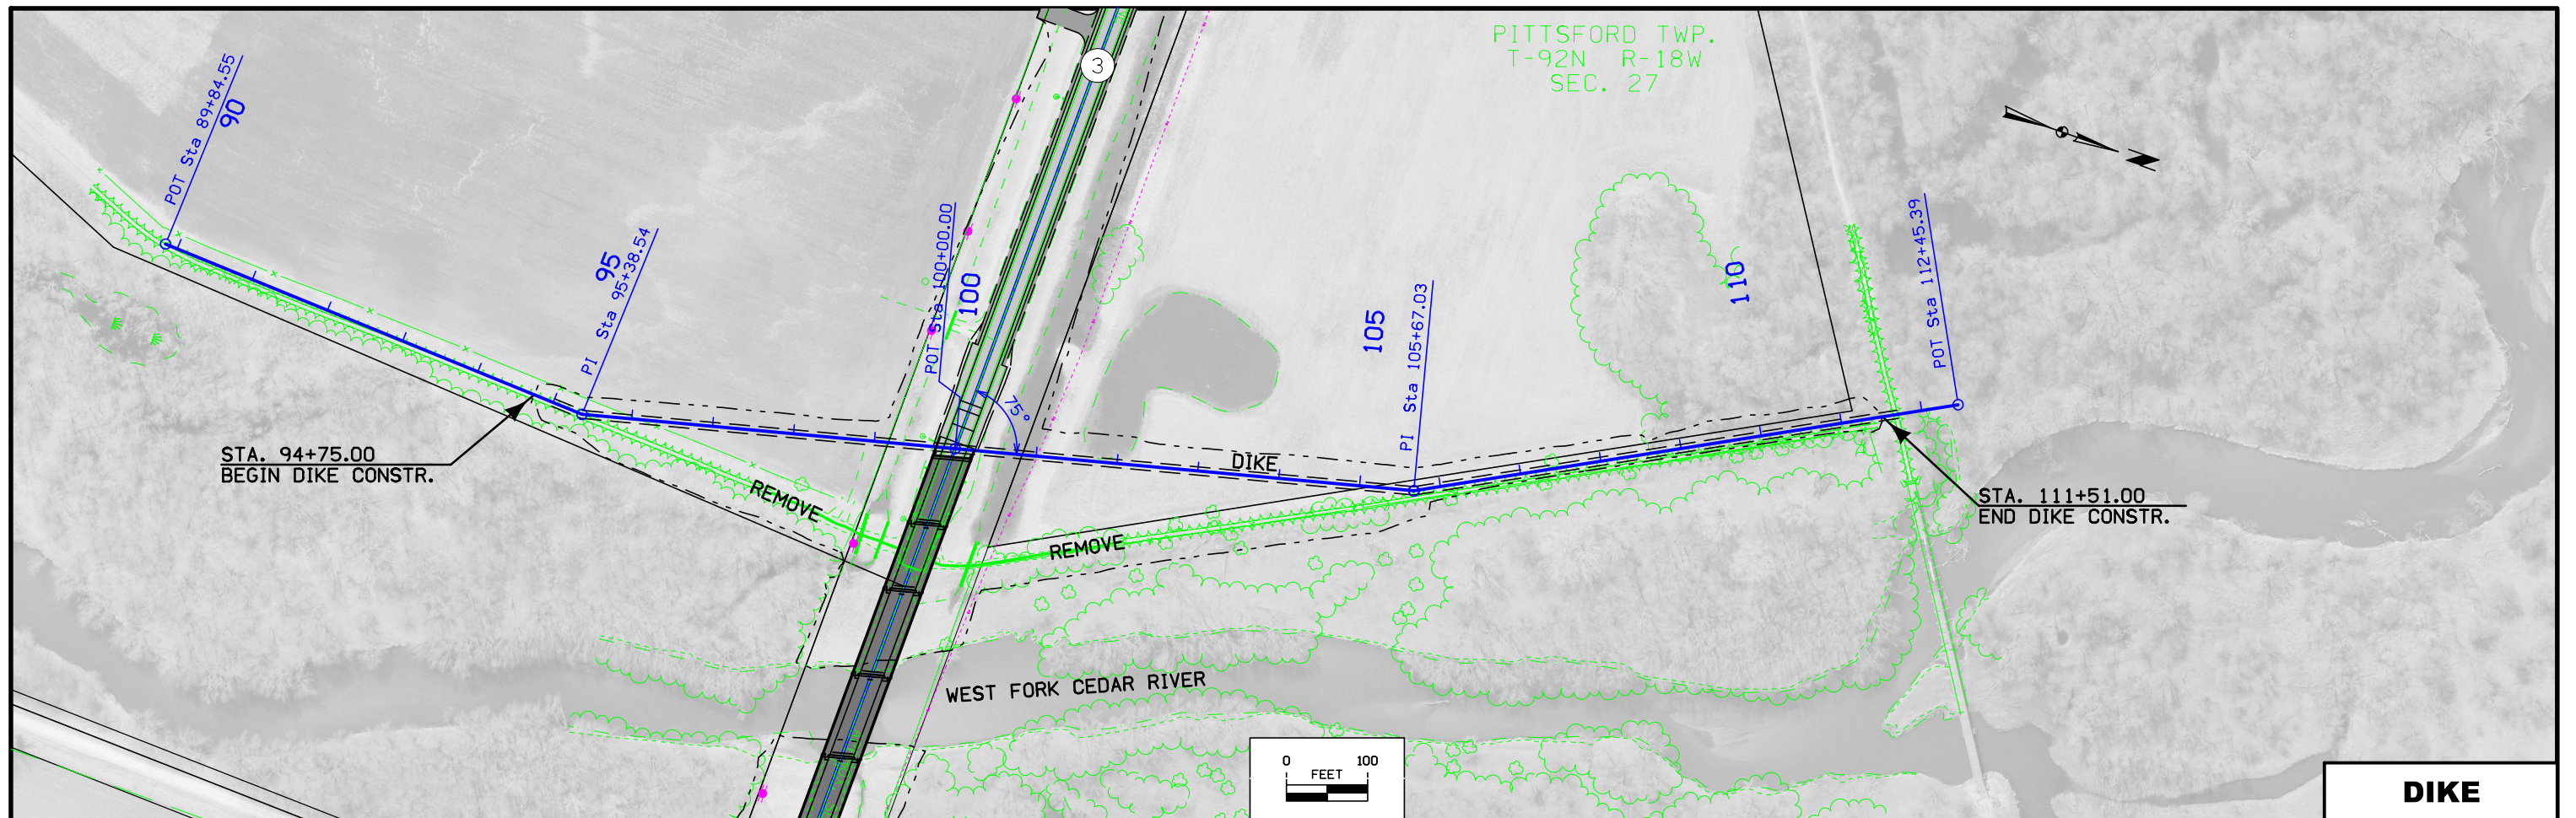 PITTSFORD TWP.
T-92N R-18W
SEC. 27
3
POT Sta 89+84.55
90
95
PI Sta 95+38.54
POT Sta 100+00.00
100
75°
105
PI Sta 105+67.03
110
POT Sta 112+45.39
STA. 94+75.00
BEGIN DIKE CONSTR.
DIKE
REMOVE
REMOVE
STA. 111+51.00
END DIKE CONSTR.
WEST FORK CEDAR RIVER
0 100
FEET
N
DIKE